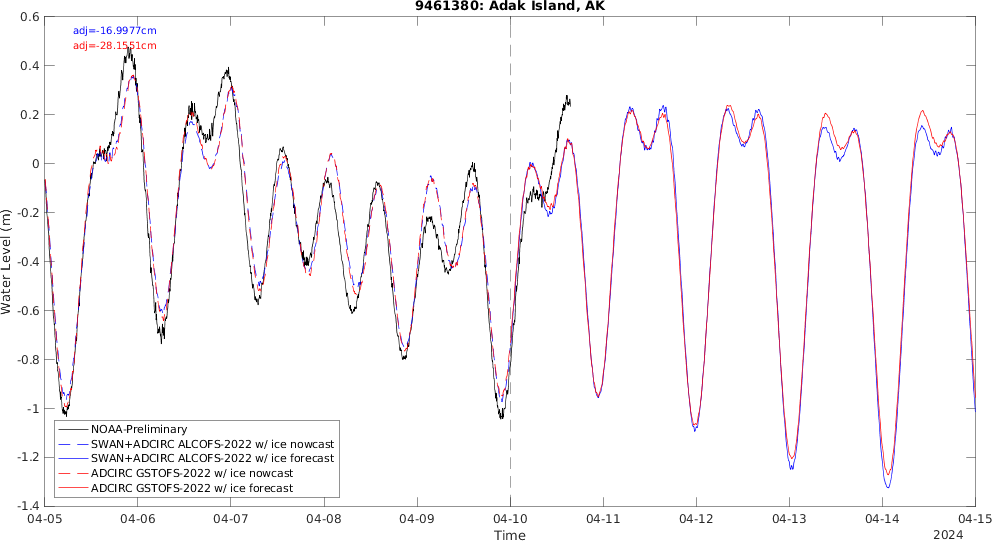 9461380: Adak Island, AK
adj=-16.9977cm
adj=-28.1551cm
Water Level (m)
0.6
0.4
0.2
0
-0.2
-0.4
-0.6
-0.8
-1
-1.2
-1.4
NOAA-Preliminary
SWAN+ADCIRC ALCOFS-2022 w/ ice nowcast
SWAN+ADCIRC ALCOFS-2022 w/ ice forecast
ADCIRC GSTOFS-2022 w/ ice nowcast
ADCIRC GSTOFS-2022 w/ ice forecast
04-05 04-06 04-07 04-08 04-09 04-10 04-11 04-12 04-13 04-14 04-15
Time
2024